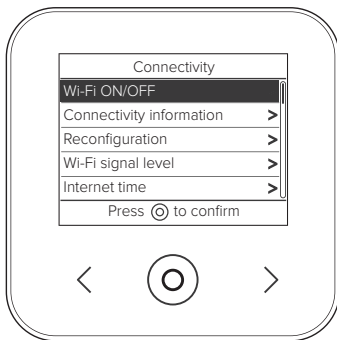 Connectivity
Wi-Fi ON/OFF
Connectivity information >
Reconfiguration >
Wi-Fi signal level >
Internet time >
Press ⊚ to confirm